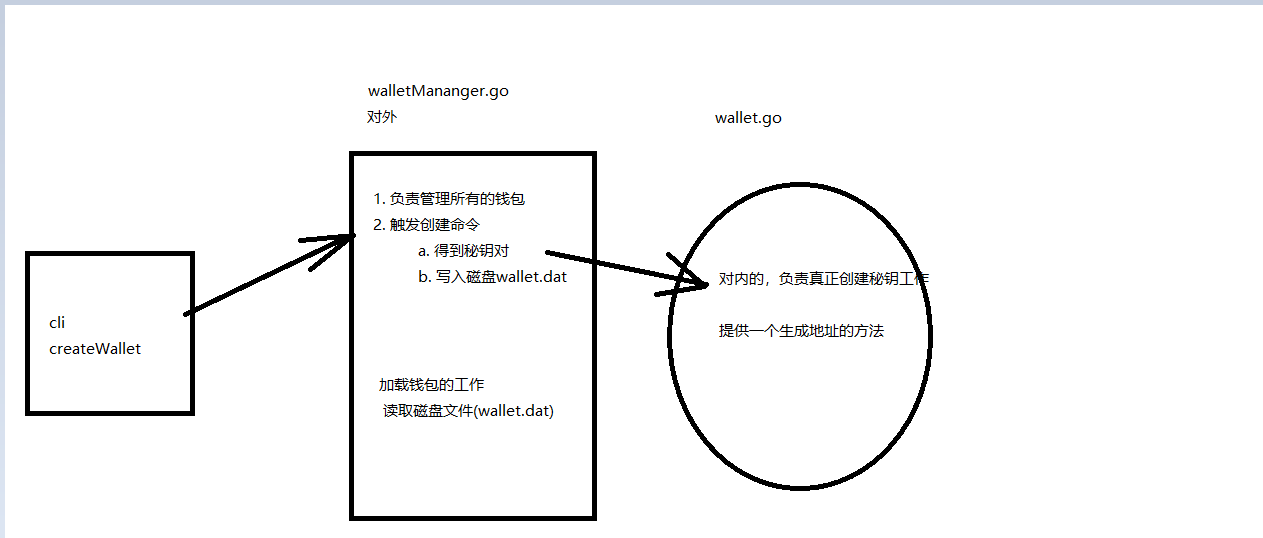 walletMananger.go
对外
wallet.go
1. 负责管理所有的钱包
2. 触发创建命令
a. 得到秘钥对
b. 写入磁盘wallet.dat
加载钱包的工作
读取磁盘文件(wallet.dat)
cli
createWallet
对内的，负责真正创建秘钥工作
提供一个生成地址的方法